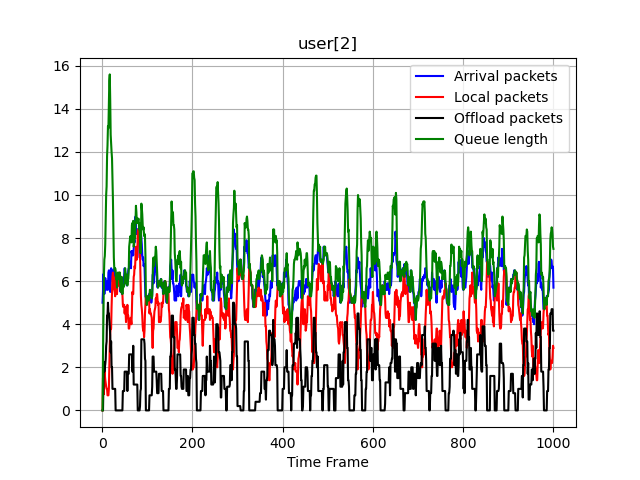 user[2]
16
14
12
10
8
6
4
2
0
Arrival packets
Local packets
Offload packets
Queue length
0 200 400 600 800 1000
Time Frame